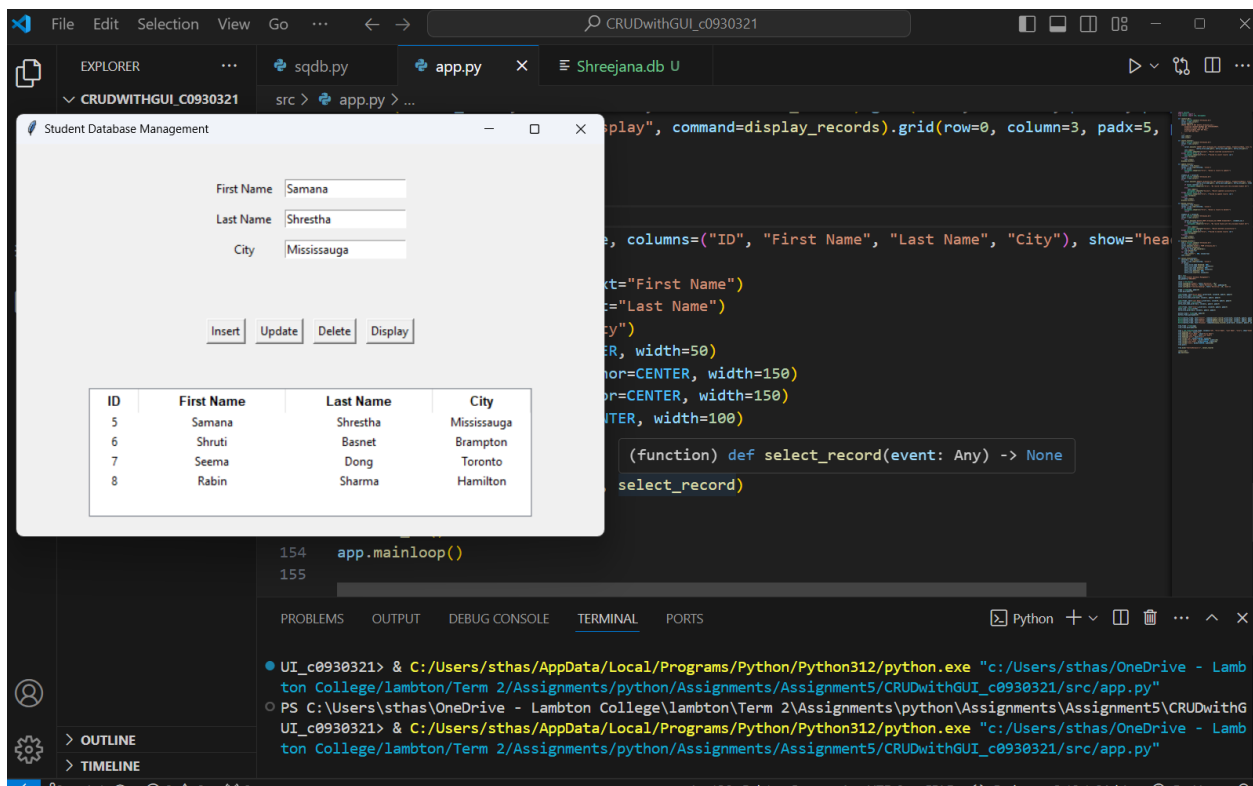 File Edit Selection View Go ··· ← → CRUDwithGUI_c0930321
EXPLORER ···
CRUDWITHGUI_C0930321
sqdb.py app.py × Shreejana.db U
src > app.py > ...
Student Database Management
First Name Samana
Last Name Shrestha
City Mississauga
Insert Update Delete Display
ID First Name Last Name City
5 Samana Shrestha Mississauga
6 Shruti Basnet Brampton
7 Seema Dong Toronto
8 Rabin Sharma Hamilton
splay", command=display_records).grid(row=0, column=3, padx=5,
, columns=("ID", "First Name", "Last Name", "City"), show="hea
t="First Name")
="Last Name")
y")
R, width=50)
or=CENTER, width=150)
r=CENTER, width=150)
TER, width=100)
(function) def select_record(event: Any) -> None
select_record)
154 app.mainloop()
155
PROBLEMS OUTPUT DEBUG CONSOLE TERMINAL PORTS Python
UI_c0930321> & C:/Users/sthas/AppData/Local/Programs/Python/Python312/python.exe "c:/Users/sthas/OneDrive - Lamb
ton College/lambton/Term 2/Assignments/python/Assignments/Assignment5/CRUDwithGUI_c0930321/src/app.py"
PS C:\Users\sthas\OneDrive - Lambton College\lambton\Term 2\Assignments\python\Assignments\Assignment5\CRUDwithG
UI_c0930321> & C:/Users/sthas/AppData/Local/Programs/Python/Python312/python.exe "c:/Users/sthas/OneDrive - Lamb
ton College/lambton/Term 2/Assignments/python/Assignments/Assignment5/CRUDwithGUI_c0930321/src/app.py"
OUTLINE
TIMELINE